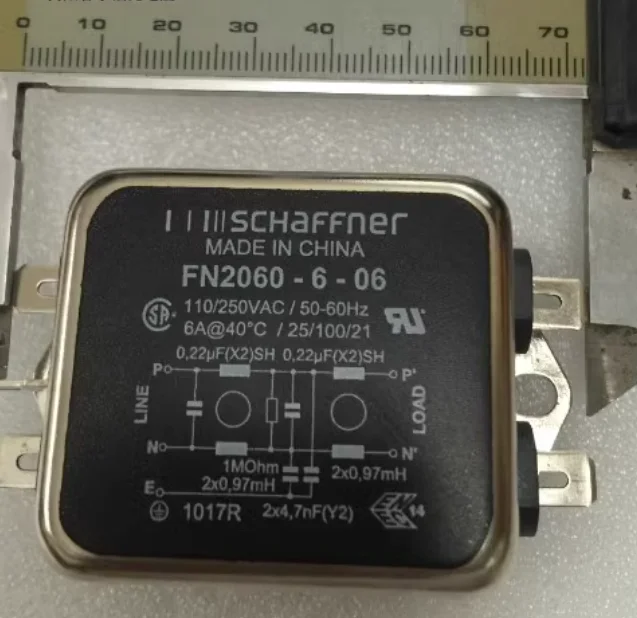 0 10 20 30 40 50 60 70
SCHAFFNER
MADE IN CHINA
FN2060 - 6 - 06
110/250VAC / 50-60Hz
6A@40°C / 25/100/21
0,22µF(X2)SH 0,22µF(X2)SH
P P'
LINE LOAD
N N'
1MOhm
2x0,97mH 2x0,97mH
E
1017R 2x4,7nF(Y2) 14